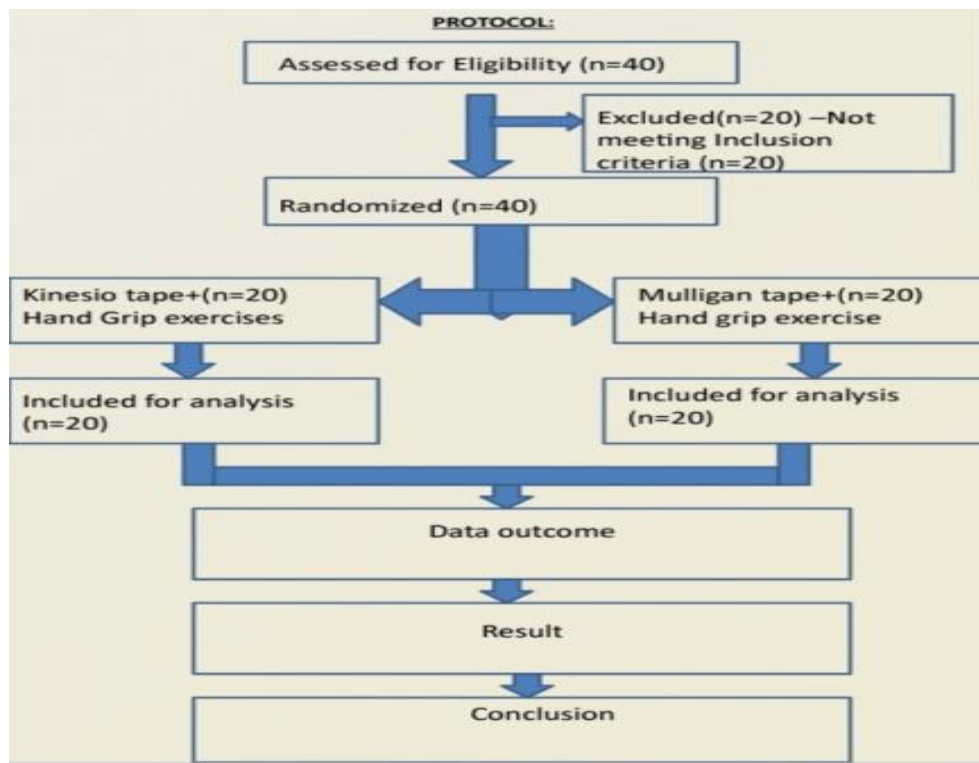 PROTOCOL:
Assessed for Eligibility (n=40)
Excluded(n=20) –Not
meeting Inclusion
criteria (n=20)
Randomized (n=40)
Kinesio tape+(n=20)
Hand Grip exercises
Mulligan tape+(n=20)
Hand grip exercise
Included for analysis
(n=20)
Included for analysis
(n=20)
Data outcome
Result
Conclusion